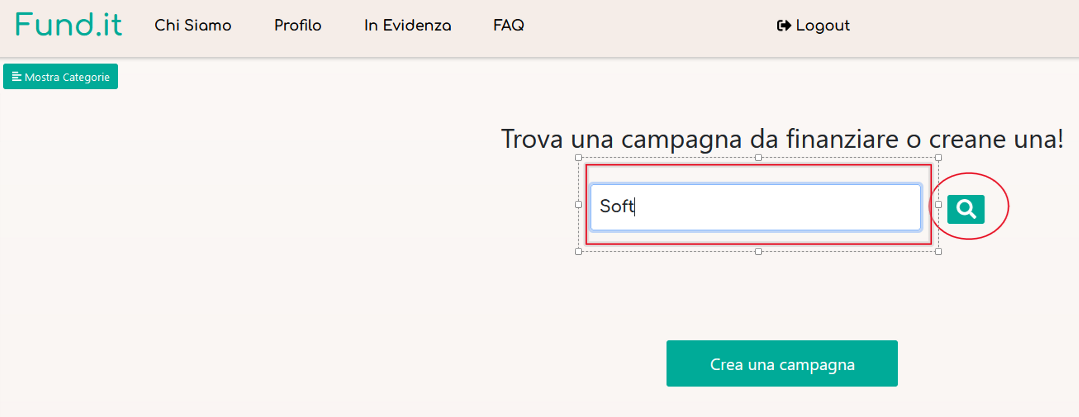 Fund.it Chi Siamo Profilo In Evidenza FAQ Logout
Mostra Categorie
Trova una campagna da finanziare o creane una!
Soft
Crea una campagna